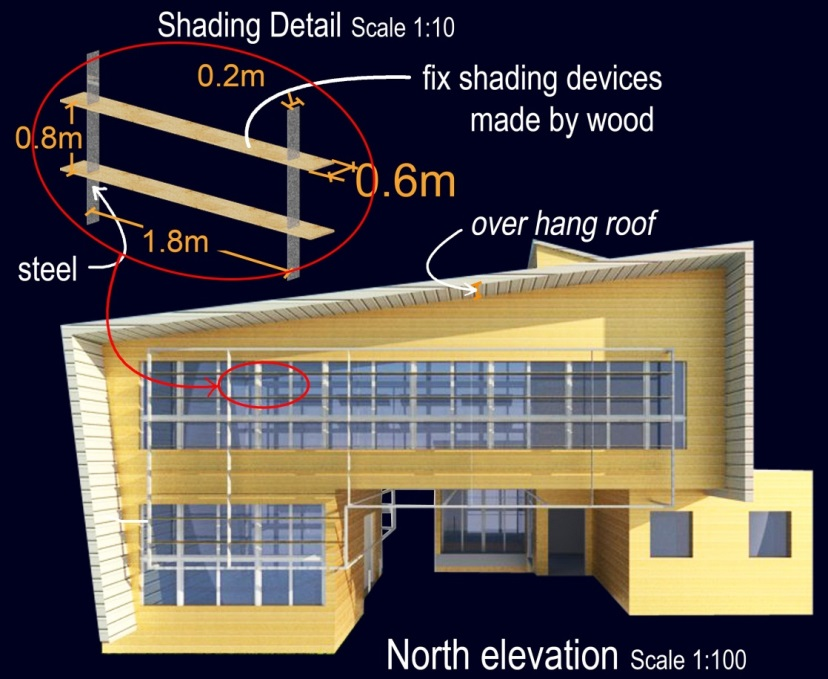 Shading Detail Scale 1:10
0.2m
fix shading devices
made by wood
0.8m
0.6m
1.8m
steel
over hang roof
North elevation Scale 1:100